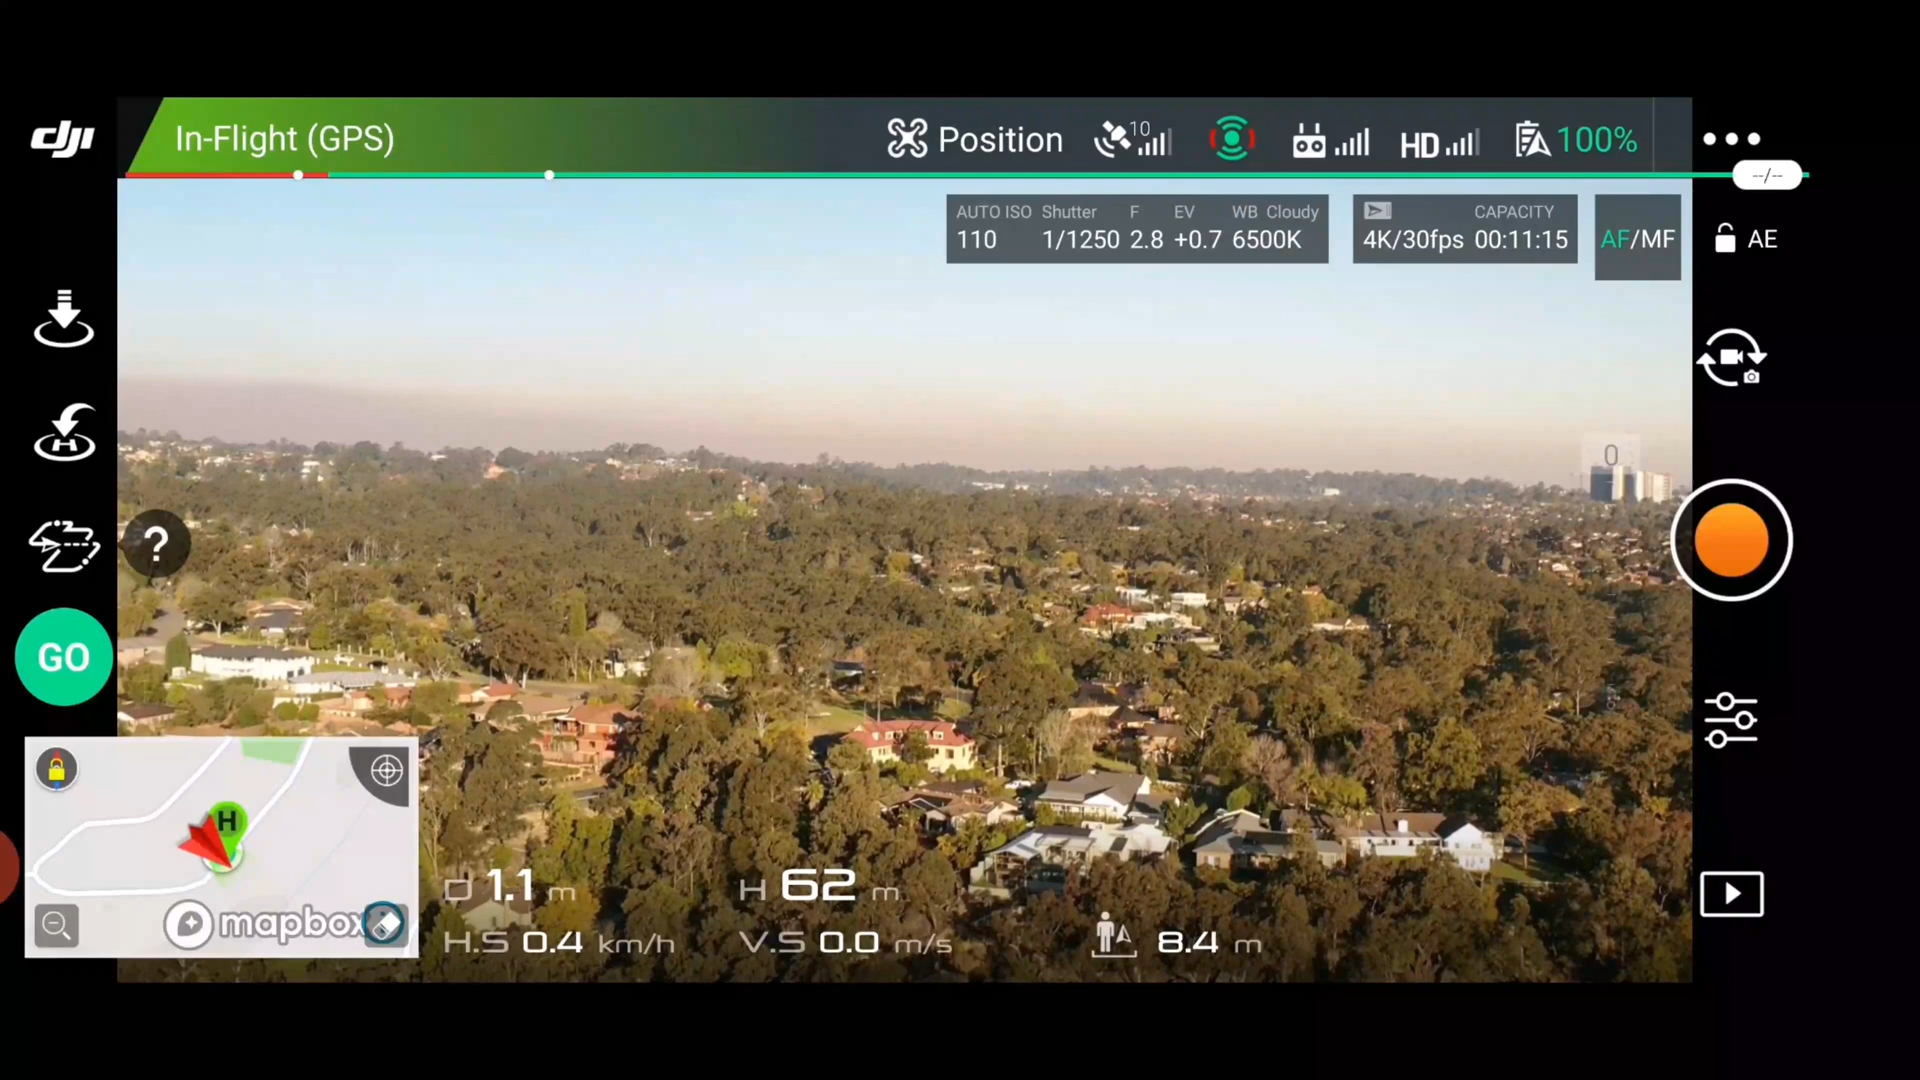 dji
In-Flight (GPS)
Position
10
HD
100%
--/--
AUTO ISO Shutter F EV WB Cloudy
110 1/1250 2.8 +0.7 6500K
CAPACITY
4K/30fps 00:11:15
AF/MF
AE
0
?
GO
H
H
mapbox
D 1.1 m
H 62 m
H.S 0.4 km/h
V.S 0.0 m/s
8.4 m